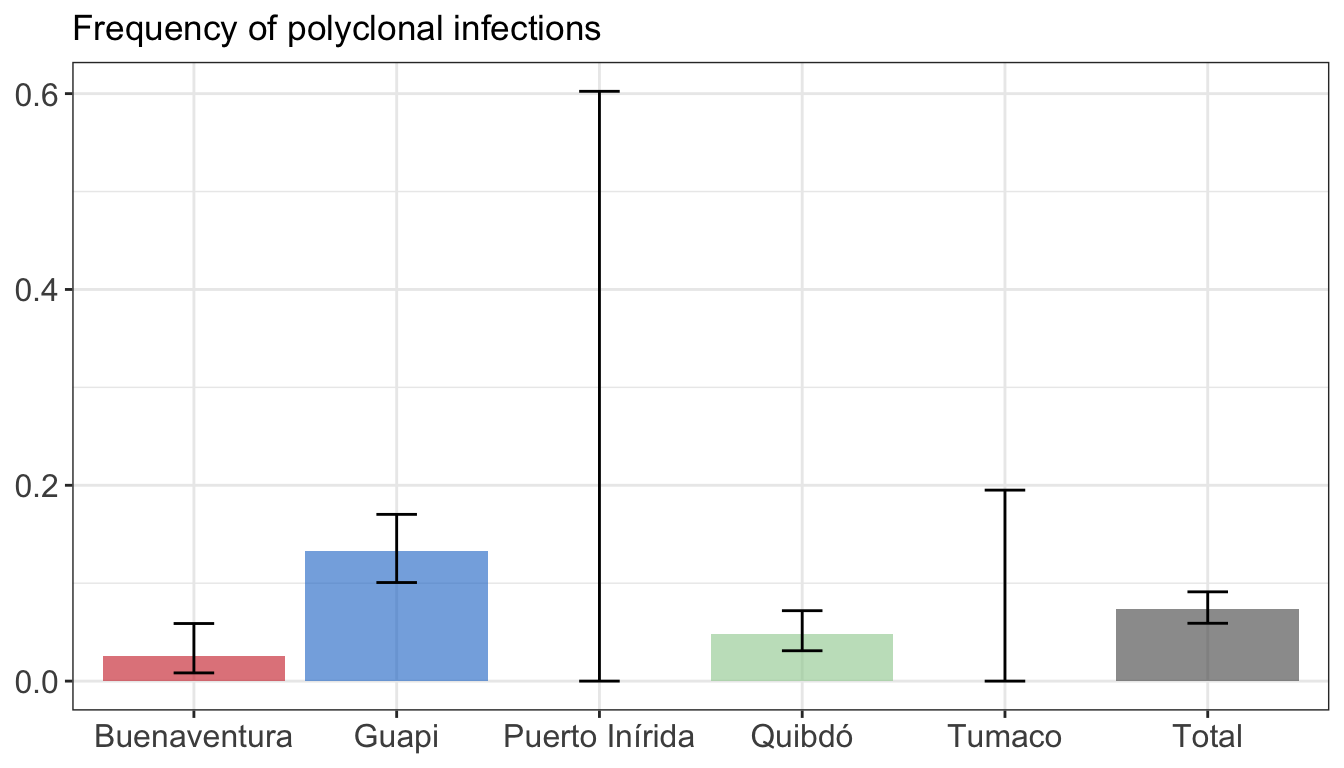 Frequency of polyclonal infections
0.6
0.4
0.2
0.0
Buenaventura Guapi Puerto Inírida Quibdó Tumaco Total